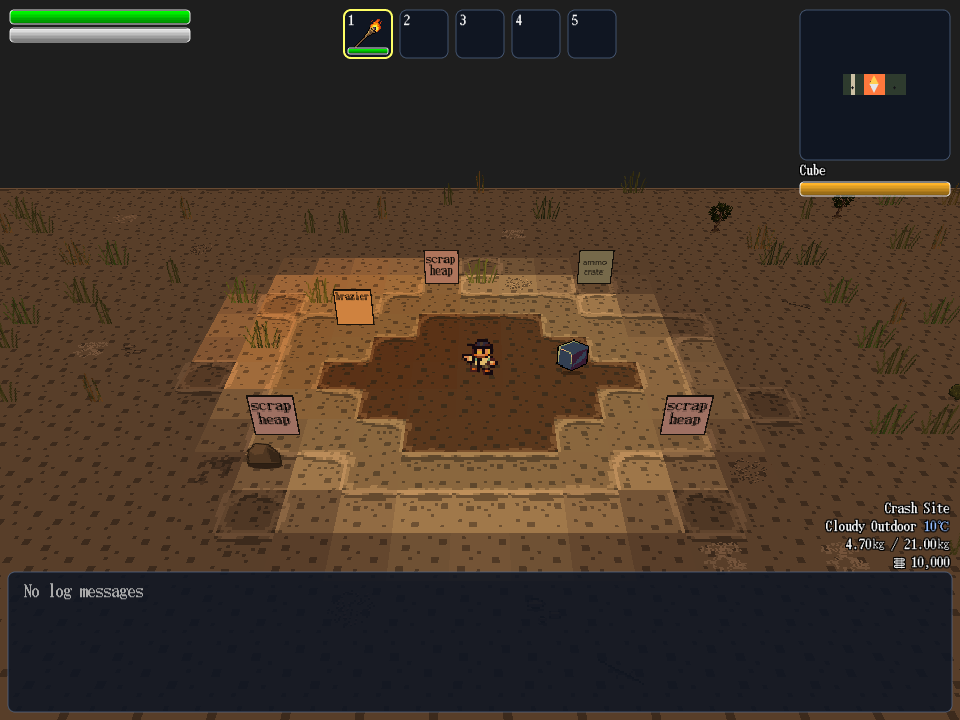 1
2
3
4
5
Cube
scrap
heap
ammo
crate
brazier
scrap
heap
scrap
heap
Crash Site
Cloudy Outdoor 10℃
4.70kg / 21.00kg
10,000
No log messages